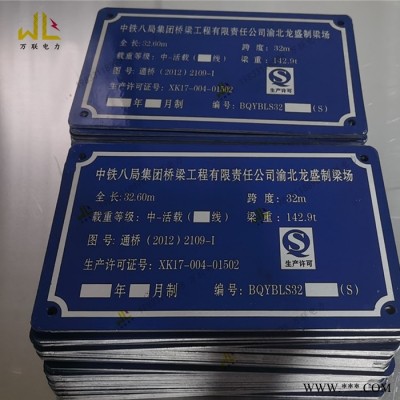 WL
万联电力
中铁八局集团桥梁工程有限责任公司渝北龙盛制梁场
全长:32.60m 跨度:32m
载重等级:中-活载( 线) 梁重:142.9t
图号:通桥(2012)2109-I
生产许可证号:XK17-004-01502
生产许可
年 月制 编号:BQYBLS32 (S)
中铁八局集团桥梁工程有限责任公司渝北龙盛制梁场
全长:32.60m 跨度:32m
载重等级:中-活载( 线) 梁重:142.9t
图号:通桥(2012)2109-I
生产许可证号:XK17-004-01502
生产许可
年 月制 编号:BQYBLS32 (S)
www.***.COM